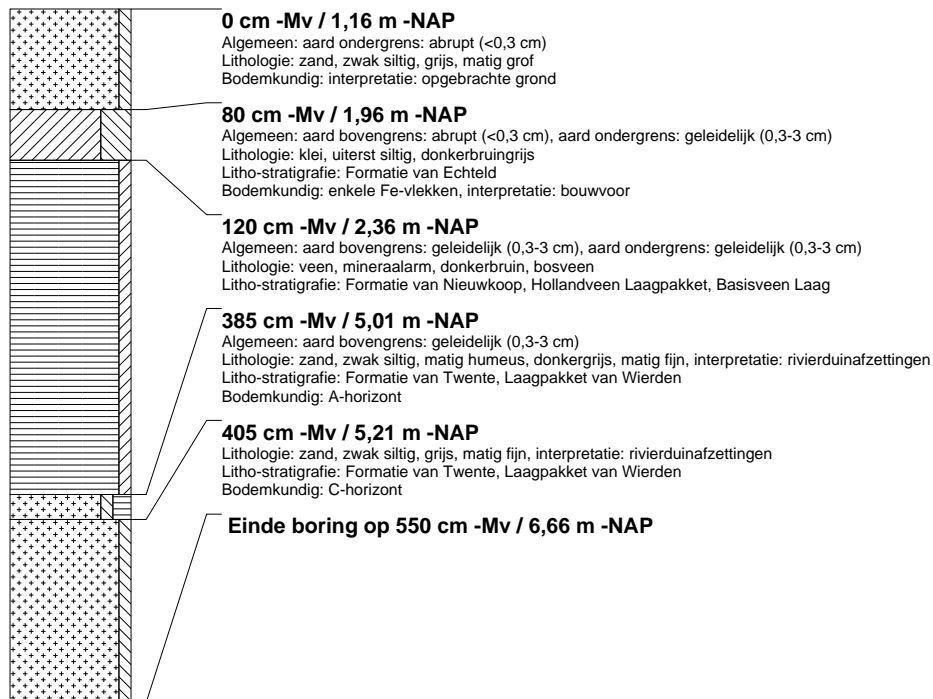 0 cm -Mv / 1,16 m -NAP
Algemeen: aard ondergrens: abrupt (<0,3 cm)
Lithologie: zand, zwak siltig, grijs, matig grof
Bodemkundig: interpretatie: opgebrachte grond
80 cm -Mv / 1,96 m -NAP
Algemeen: aard bovengrens: abrupt (<0,3 cm), aard ondergrens: geleidelijk (0,3-3 cm)
Lithologie: klei, uiterst siltig, donkerbruingrijs
Litho-stratigrafie: Formatie van Echteld
Bodemkundig: enkele Fe-vlekken, interpretatie: bouwvoor
120 cm -Mv / 2,36 m -NAP
Algemeen: aard bovengrens: geleidelijk (0,3-3 cm), aard ondergrens: geleidelijk (0,3-3 cm)
Lithologie: veen, mineraalarm, donkerbruin, bosveen
Litho-stratigrafie: Formatie van Nieuwkoop, Hollandveen Laagpakket, Basisveen Laag
385 cm -Mv / 5,01 m -NAP
Algemeen: aard bovengrens: geleidelijk (0,3-3 cm)
Lithologie: zand, zwak siltig, matig humeus, donkergrijs, matig fijn, interpretatie: rivierduinafzettingen
Litho-stratigrafie: Formatie van Twente, Laagpakket van Wierden
Bodemkundig: A-horizont
405 cm -Mv / 5,21 m -NAP
Lithologie: zand, zwak siltig, grijs, matig fijn, interpretatie: rivierduinafzettingen
Litho-stratigrafie: Formatie van Twente, Laagpakket van Wierden
Bodemkundig: C-horizont
Einde boring op 550 cm -Mv / 6,66 m -NAP